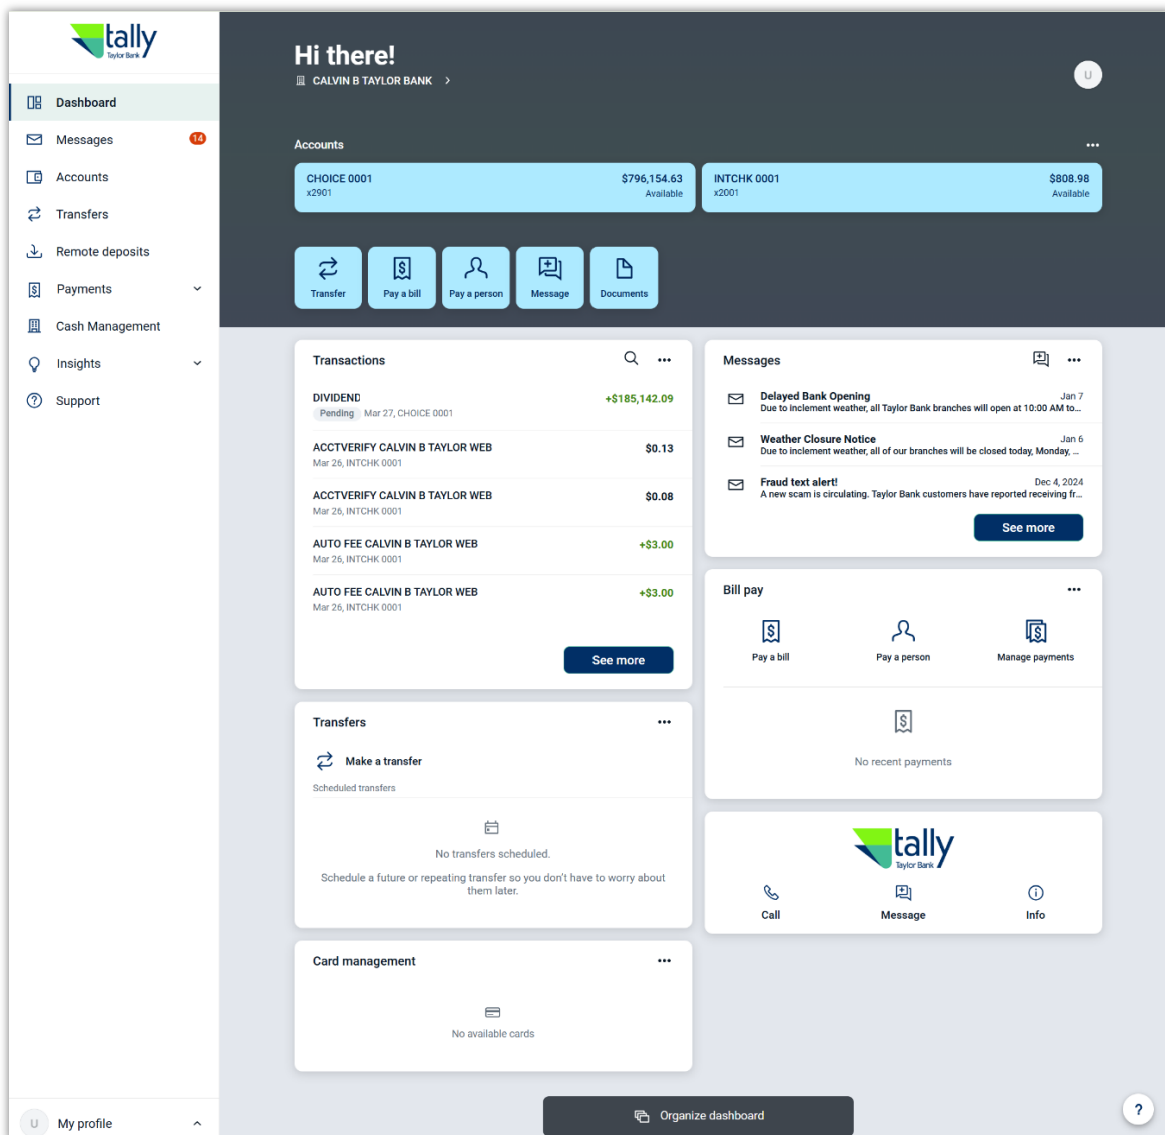 tally
Taylor Bank
Dashboard
Messages 14
Accounts
Transfers
Remote deposits
Payments
Cash Management
Insights
Support
U My profile
Hi there!
CALVIN B TAYLOR BANK
U
Accounts
CHOICE 0001 $796,154.63
x2901 Available
INTCHK 0001 $808.98
x2001 Available
Transfer
Pay a bill
Pay a person
Message
Documents
Transactions
DIVIDEND +$185,142.09
Pending Mar 27, CHOICE 0001
ACCTVERIFY CALVIN B TAYLOR WEB $0.13
Mar 26, INTCHK 0001
ACCTVERIFY CALVIN B TAYLOR WEB $0.08
Mar 26, INTCHK 0001
AUTO FEE CALVIN B TAYLOR WEB +$3.00
Mar 26, INTCHK 0001
AUTO FEE CALVIN B TAYLOR WEB +$3.00
Mar 26, INTCHK 0001
See more
Transfers
Make a transfer
Scheduled transfers
No transfers scheduled.
Schedule a future or repeating transfer so you don't have to worry about
them later.
Card management
No available cards
Messages
Delayed Bank Opening Jan 7
Due to inclement weather, all Taylor Bank branches will open at 10:00 AM to...
Weather Closure Notice Jan 6
Due to inclement weather, all of our branches will be closed today, Monday, ...
Fraud text alert! Dec 4, 2024
A new scam is circulating. Taylor Bank customers have reported receiving fr...
See more
Bill pay
Pay a bill
Pay a person
Manage payments
No recent payments
tally
Taylor Bank
Call
Message
Info
Organize dashboard
?